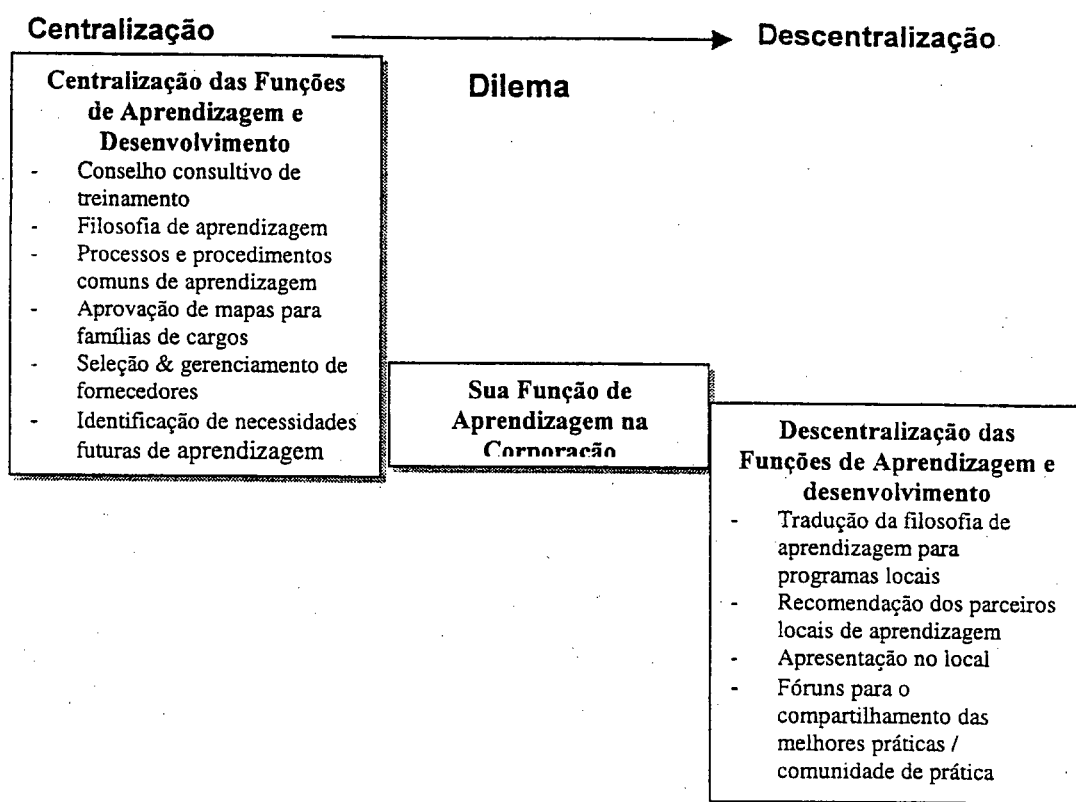 Centralização
Descentralização
Dilema
Centralização das Funções
de Aprendizagem e
Desenvolvimento
- Conselho consultivo de
treinamento
- Filosofia de aprendizagem
- Processos e procedimentos
comuns de aprendizagem
- Aprovação de mapas para
famílias de cargos
- Seleção & gerenciamento de
fornecedores
- Identificação de necessidades
futuras de aprendizagem
Sua Função de
Aprendizagem na
Corporação
Descentralização das
Funções de Aprendizagem e
desenvolvimento
- Tradução da filosofia de
aprendizagem para
programas locais
- Recomendação dos parceiros
locais de aprendizagem
- Apresentação no local
- Fóruns para o
compartilhamento das
melhores práticas /
comunidade de prática